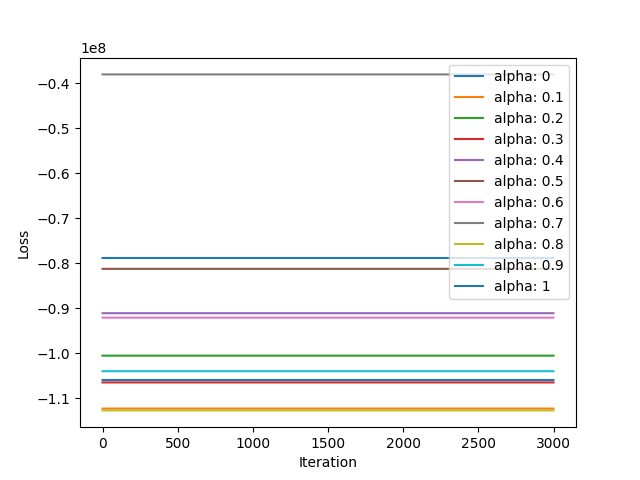 1e8
−0.4
−0.5
−0.6
−0.7
−0.8
−0.9
−1.0
−1.1
Loss
0
500
1000
1500
2000
2500
3000
Iteration
alpha: 0
alpha: 0.1
alpha: 0.2
alpha: 0.3
alpha: 0.4
alpha: 0.5
alpha: 0.6
alpha: 0.7
alpha: 0.8
alpha: 0.9
alpha: 1